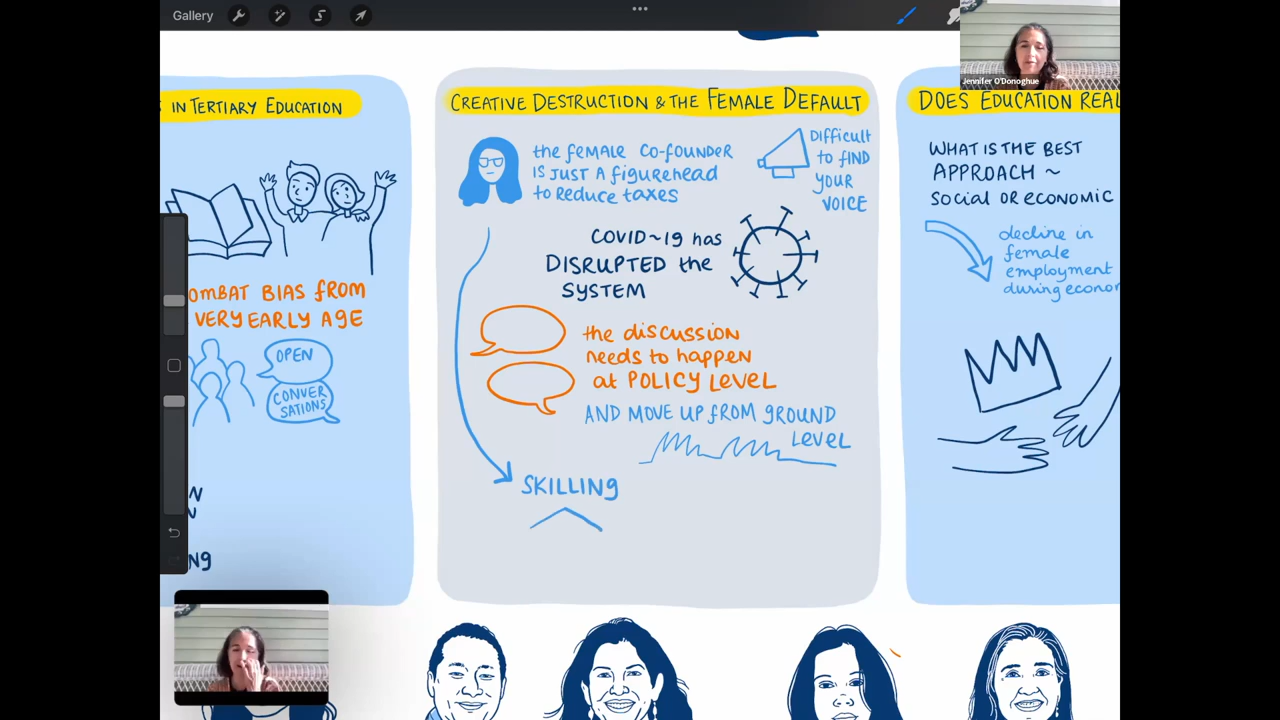 Gallery
Jennifer O'Donoghue
IN TERTIARY EDUCATION
OMBAT BIAS FROM
VERY EARLY AGE
OPEN
CONVER
SATIONS
N
N
NG
CREATIVE DESTRUCTION & THE FEMALE DEFAULT
the FEMALE CO-FOUNDER
IS JUST A figUREHEAD
to REDUCE tAXES
Difficult
to fIND
YOUR
VOICE
COVID~19 has
DISRUPTED the
SYSTEM
the discussion
needs to happen
at POLICY LEVEL
AND MOVE UP fROM gROUND
LEVEL
SKILLINg
DOES EDUCATION REAL
WHAT IS THE BEST
APPROACH ~
SOCIAL OR ECONOMIC
decline in
female
employment
during econo